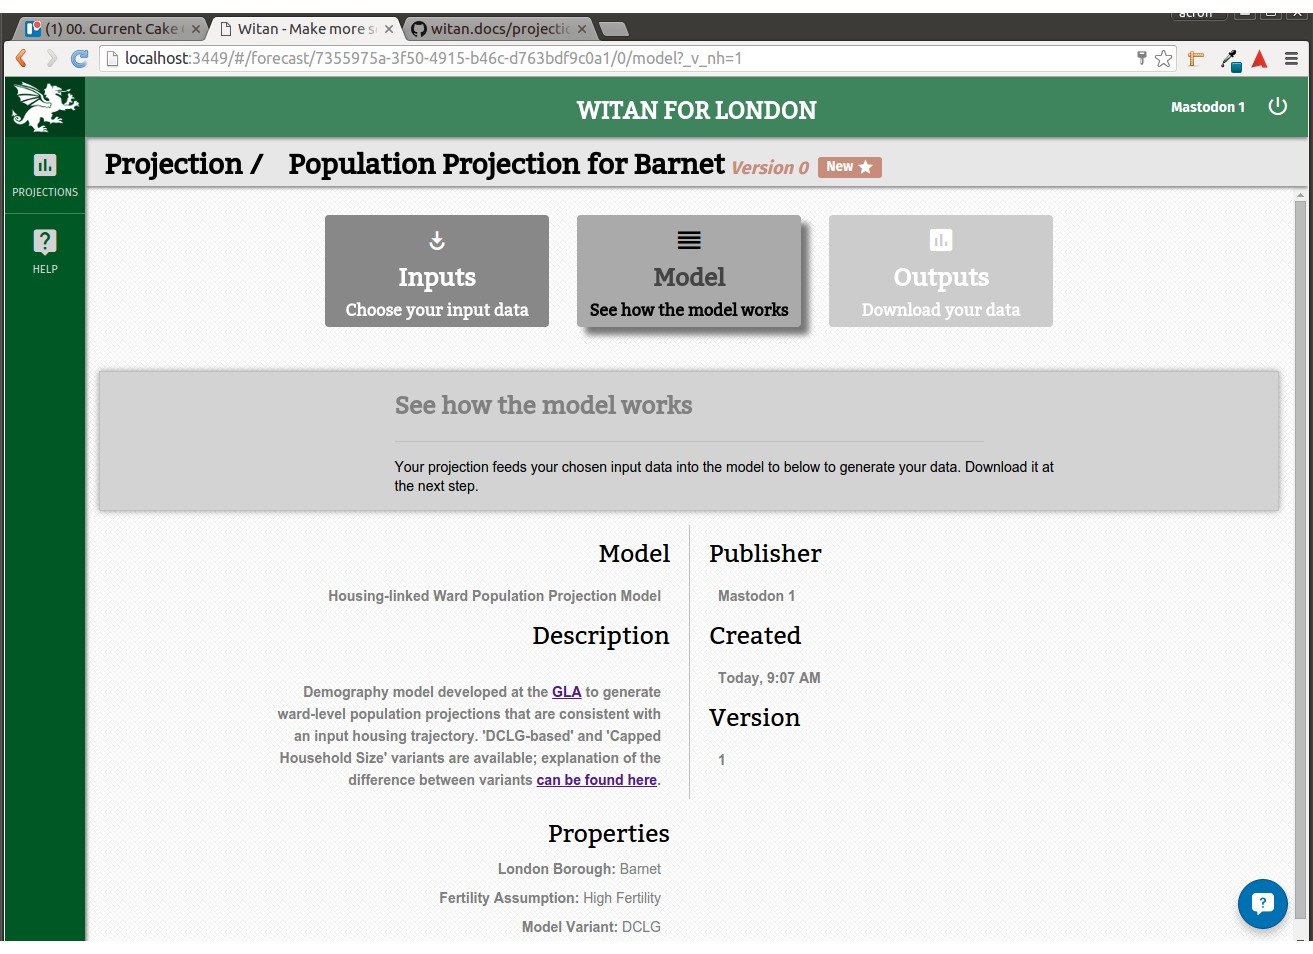 acron
(1) 00. Current Cake
Witan - Make more s
witan.docs/projectic
localhost:3449/#/forecast/7355975a-3f50-4915-b46c-d763bdf9c0a1/0/model?_v_nh=1
WITAN FOR LONDON
Mastodon 1
PROJECTIONS
HELP
Projection / Population Projection for Barnet Version 0 New
Inputs
Choose your input data
Model
See how the model works
Outputs
Download your data
See how the model works
Your projection feeds your chosen input data into the model to below to generate your data. Download it at
the next step.
Model
Housing-linked Ward Population Projection Model
Description
Demography model developed at the GLA to generate
ward-level population projections that are consistent with
an input housing trajectory. 'DCLG-based' and 'Capped
Household Size' variants are available; explanation of the
difference between variants can be found here.
Publisher
Mastodon 1
Created
Today, 9:07 AM
Version
1
Properties
London Borough: Barnet
Fertility Assumption: High Fertility
Model Variant: DCLG